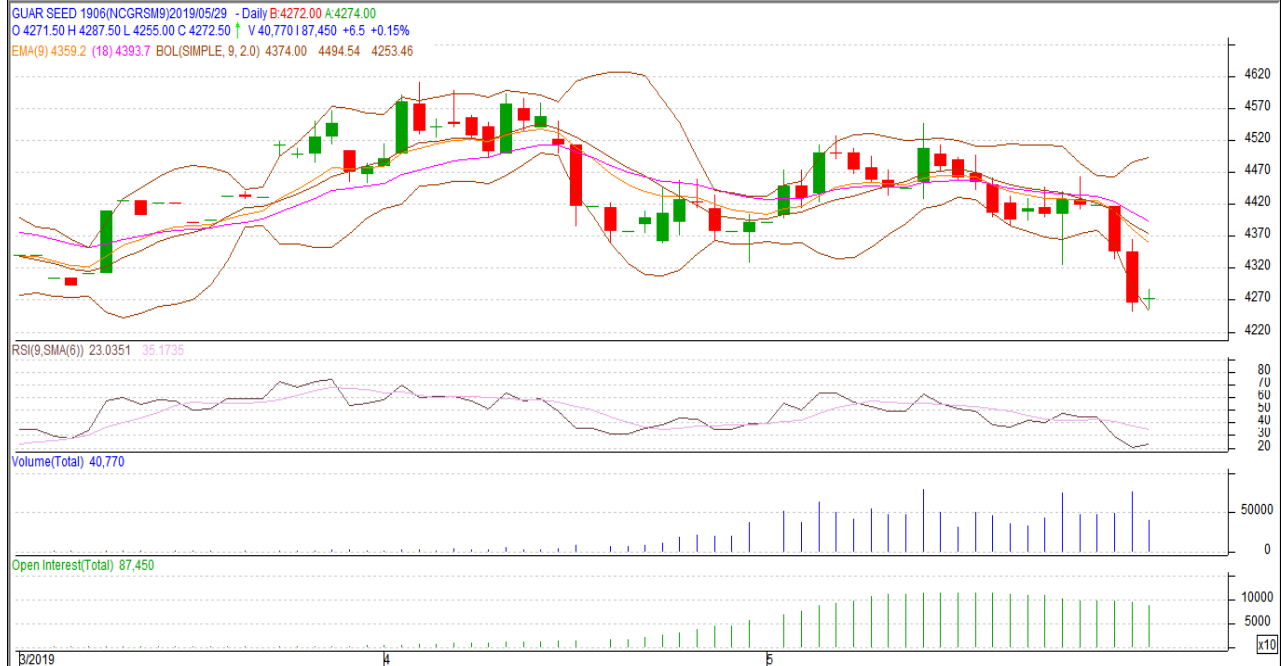 GUAR SEED 1906(NCGRSM9)2019/05/29 - Daily B:4272.00 A:4274.00
O 4271.50 H 4287.50 L 4255.00 C 4272.50 ↑ V 40,770 I 87,450 +6.5 +0.15%
EMA(9) 4359.2 (18) 4393.7 BOL(SIMPLE, 9, 2.0) 4374.00 4494.54 4253.46
4620
4570
4520
4470
4420
4370
4320
4270
4220
RSI(9,SMA(6)) 23.0351 35.1735
80
70
60
50
40
30
20
Volume(Total) 40,770
50000
0
Open Interest(Total) 87,450
10000
5000
x10
3/2019 4 5